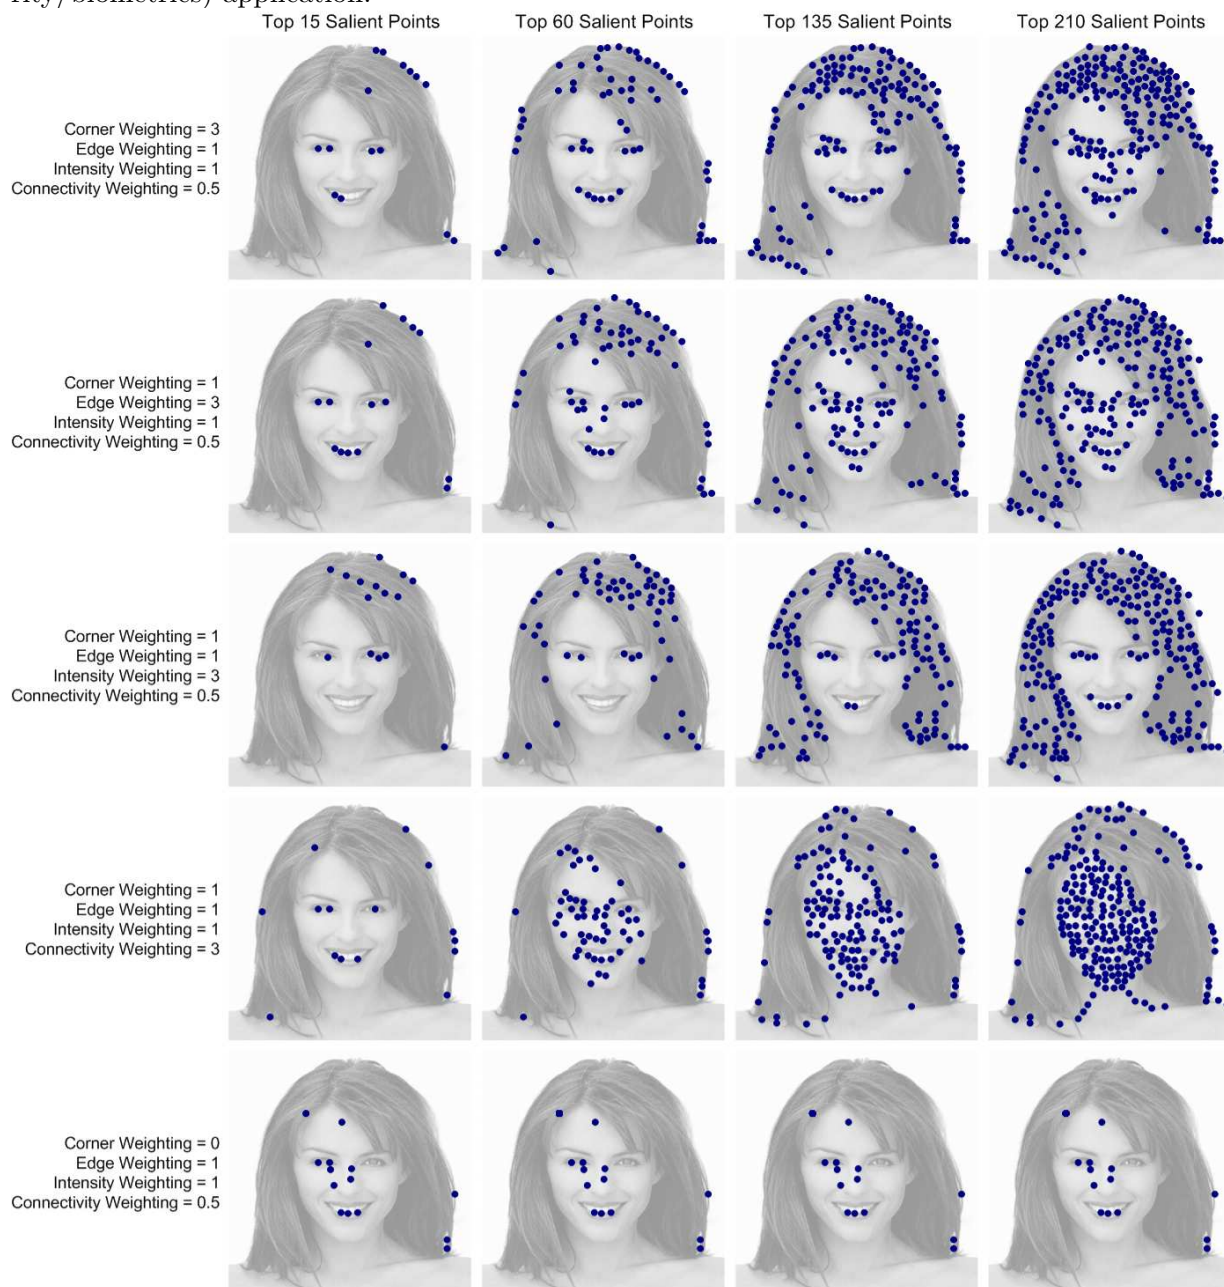 rity/biometrics) application.
Top 15 Salient Points Top 60 Salient Points Top 135 Salient Points Top 210 Salient Points
Corner Weighting = 3
Edge Weighting = 1
Intensity Weighting = 1
Connectivity Weighting = 0.5
Corner Weighting = 1
Edge Weighting = 3
Intensity Weighting = 1
Connectivity Weighting = 0.5
Corner Weighting = 1
Edge Weighting = 1
Intensity Weighting = 3
Connectivity Weighting = 0.5
Corner Weighting = 1
Edge Weighting = 1
Intensity Weighting = 1
Connectivity Weighting = 3
Corner Weighting = 0
Edge Weighting = 1
Intensity Weighting = 1
Connectivity Weighting = 0.5